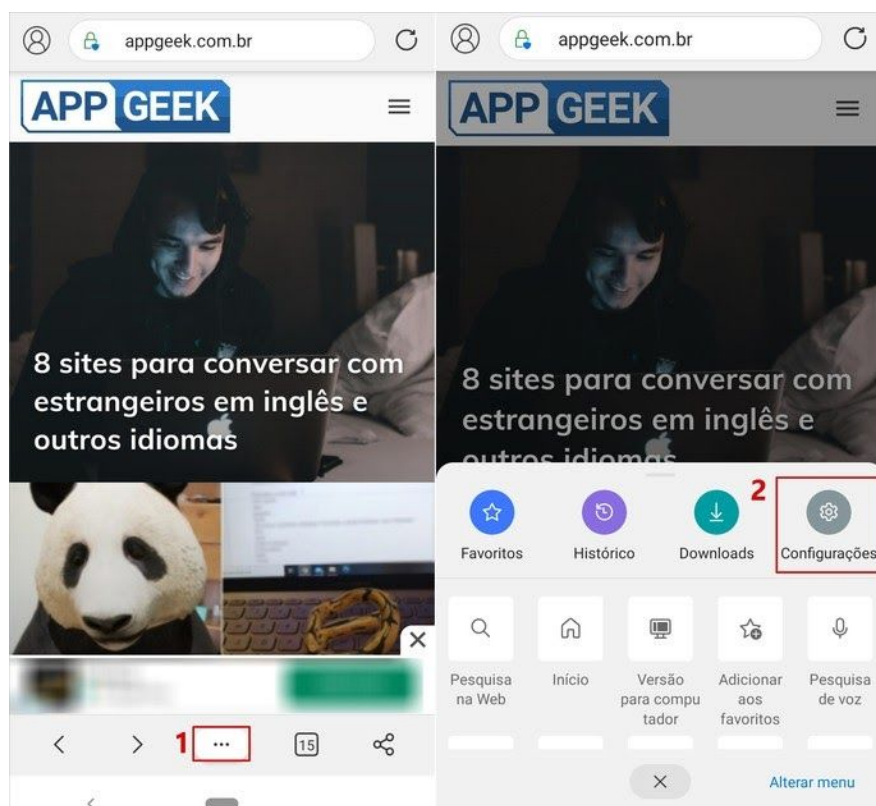 appgeek.com.br
APP GEEK
8 sites para conversar com
estrangeiros em inglês e
outros idiomas
1
15
appgeek.com.br
APP GEEK
8 sites para conversar com
estrangeiros em inglês e
outros idiomas
2
Favoritos
Histórico
Downloads
Configurações
Pesquisa
na Web
Início
Versão
para compu
tador
Adicionar
aos
favoritos
Pesquisa
de voz
Alterar menu